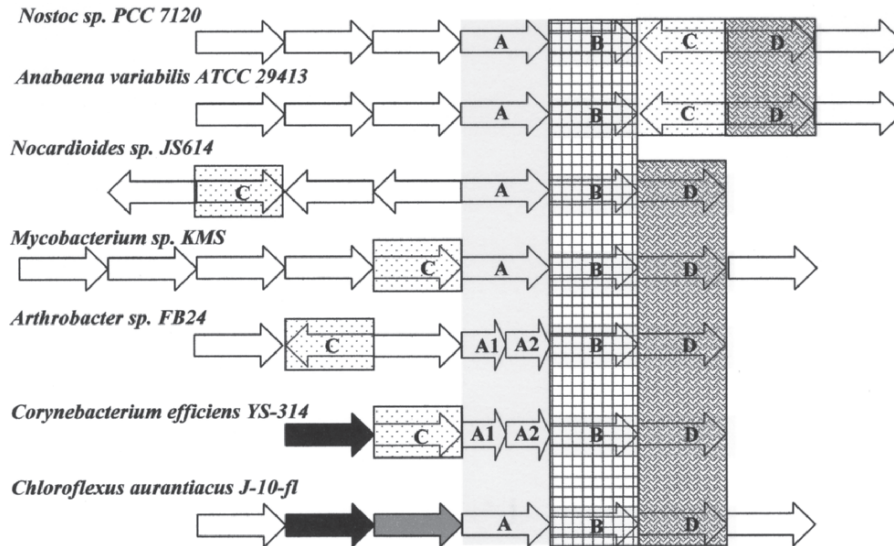 Nostoc sp. PCC 7120
A B C D
Anabaena variabilis ATCC 29413
A B C D
Nocardioides sp. JS614
C A B D
Mycobacterium sp. KMS
C A B D
Arthrobacter sp. FB24
C A1 A2 B D
Corynebacterium efficiens YS-314
C A1 A2 B D
Chloroflexus aurantiacus J-10-fl
A B D